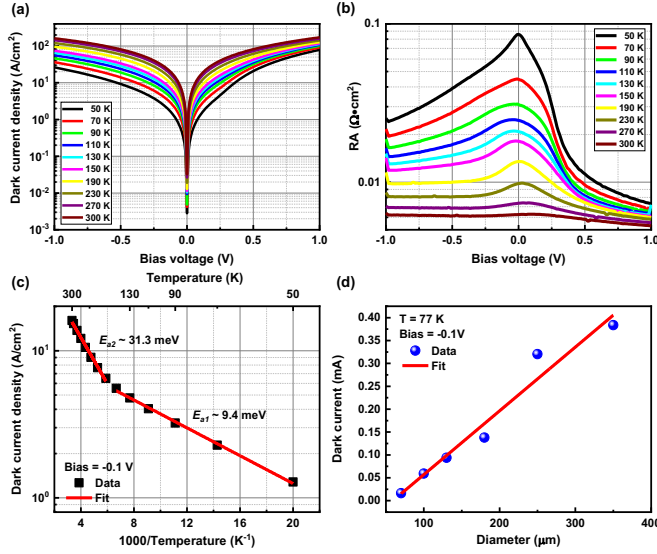 (a)
Dark current density (A/cm²)
10²
10¹
10⁰
10⁻¹
10⁻²
10⁻³
50 K
70 K
90 K
110 K
130 K
150 K
190 K
230 K
270 K
300 K
-1.0 -0.5 0.0 0.5 1.0
Bias voltage (V)
(b)
RA (Ω•cm²)
0.1
0.01
50 K
70 K
90 K
110 K
130 K
150 K
190 K
230 K
270 K
300 K
-1.0 -0.5 0.0 0.5 1.0
Bias voltage (V)
Temperature (K)
300 130 90 50
(c)
Dark current density (A/cm²)
10¹
10⁰
Ea2 ~ 31.3 meV
Ea1 ~ 9.4 meV
Bias = -0.1 V
Data
Fit
4 8 12 16 20
1000/Temperature (K⁻¹)
(d)
Dark current (mA)
0.40
0.35
0.30
0.25
0.20
0.15
0.10
0.05
0.00
T = 77 K
Bias = -0.1V
Data
Fit
100 200 300 400
Diameter (μm)